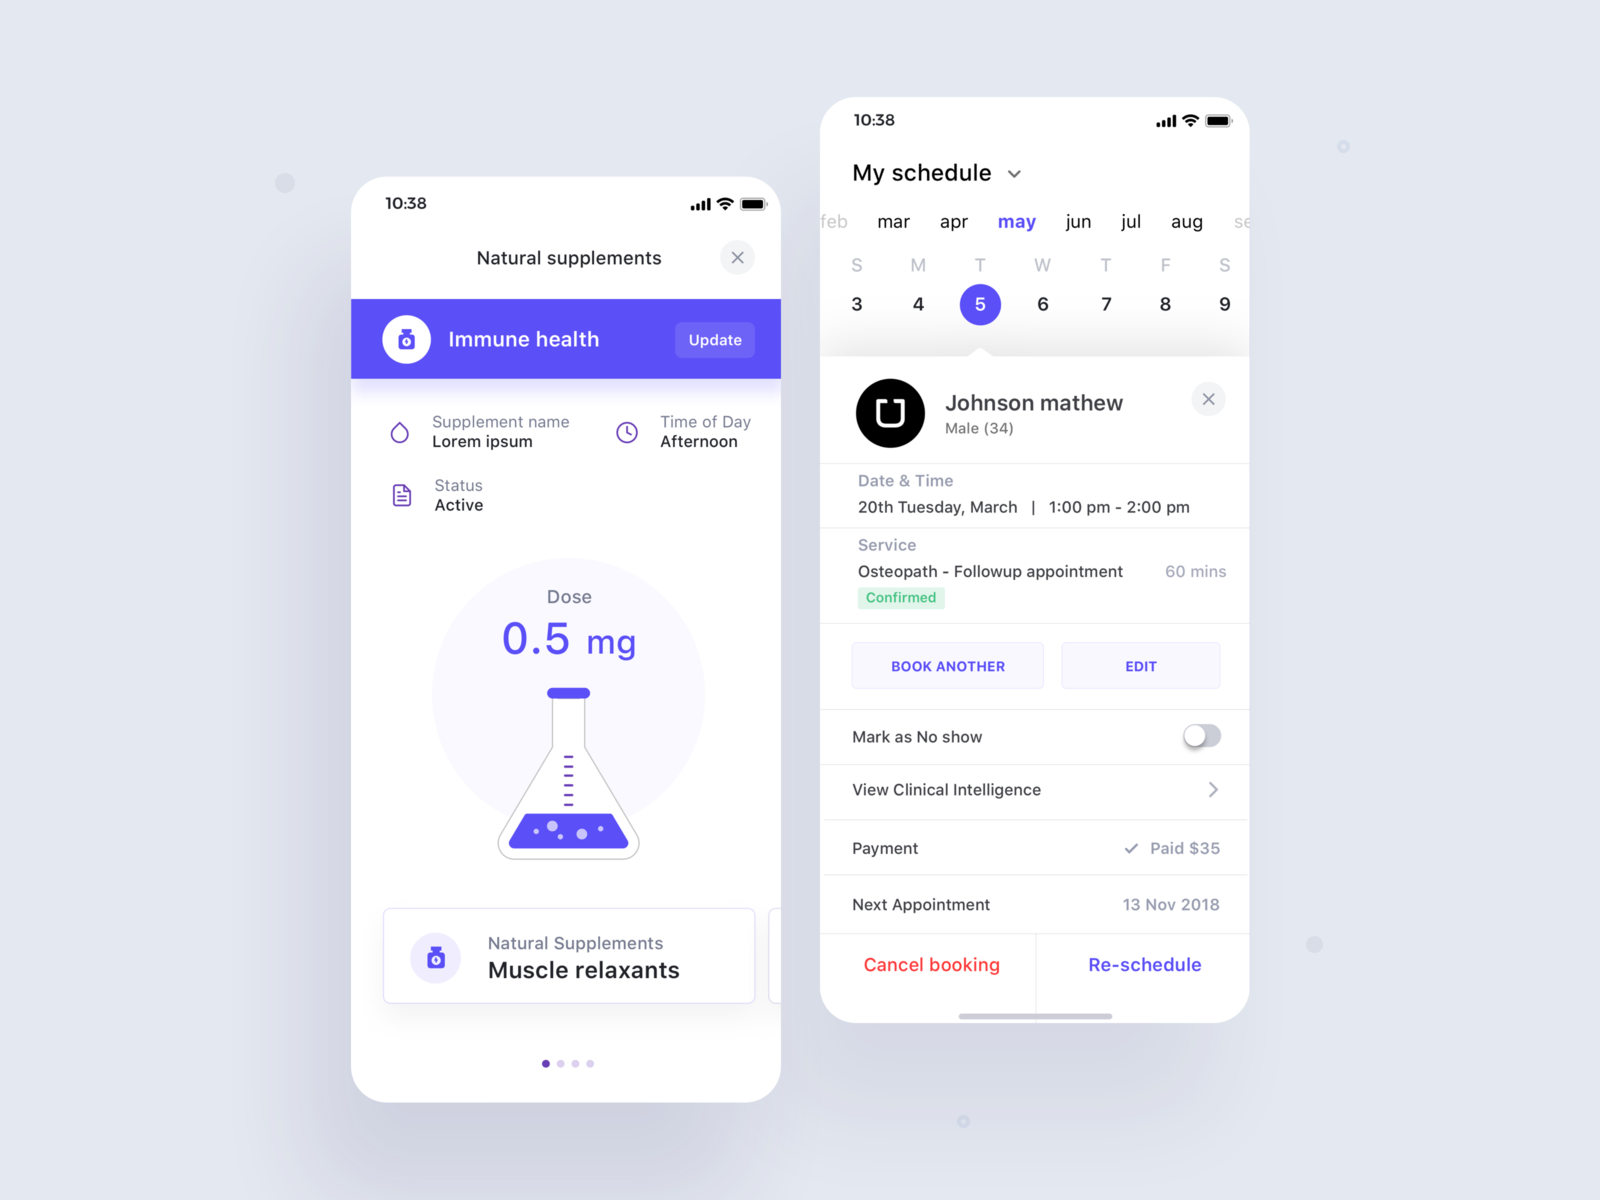 10:38
Natural supplements
Immune health
Update
Supplement name
Lorem ipsum
Time of Day
Afternoon
Status
Active
Dose
0.5 mg
Natural Supplements
Muscle relaxants
10:38
My schedule
feb mar apr may jun jul aug se
S M T W T F S
3 4 5 6 7 8 9
Johnson mathew
Male (34)
Date & Time
20th Tuesday, March | 1:00 pm - 2:00 pm
Service
Osteopath - Followup appointment 60 mins
Confirmed
BOOK ANOTHER EDIT
Mark as No show
View Clinical Intelligence
Payment Paid $35
Next Appointment 13 Nov 2018
Cancel booking Re-schedule